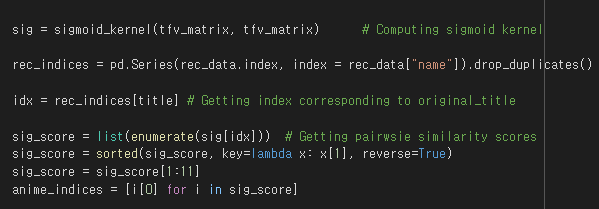 sig = sigmoid_kernel(tfv_matrix, tfv_matrix)      # Computing sigmoid kernel
rec_indices = pd.Series(rec_data.index, index = rec_data["name"]).drop_duplicates()
idx = rec_indices[title] # Getting index corresponding to original_title
sig_score = list(enumerate(sig[idx]))  # Getting pairwsie similarity scores
sig_score = sorted(sig_score, key=lambda x: x[1], reverse=True)
sig_score = sig_score[1:11]
anime_indices = [i[0] for i in sig_score]